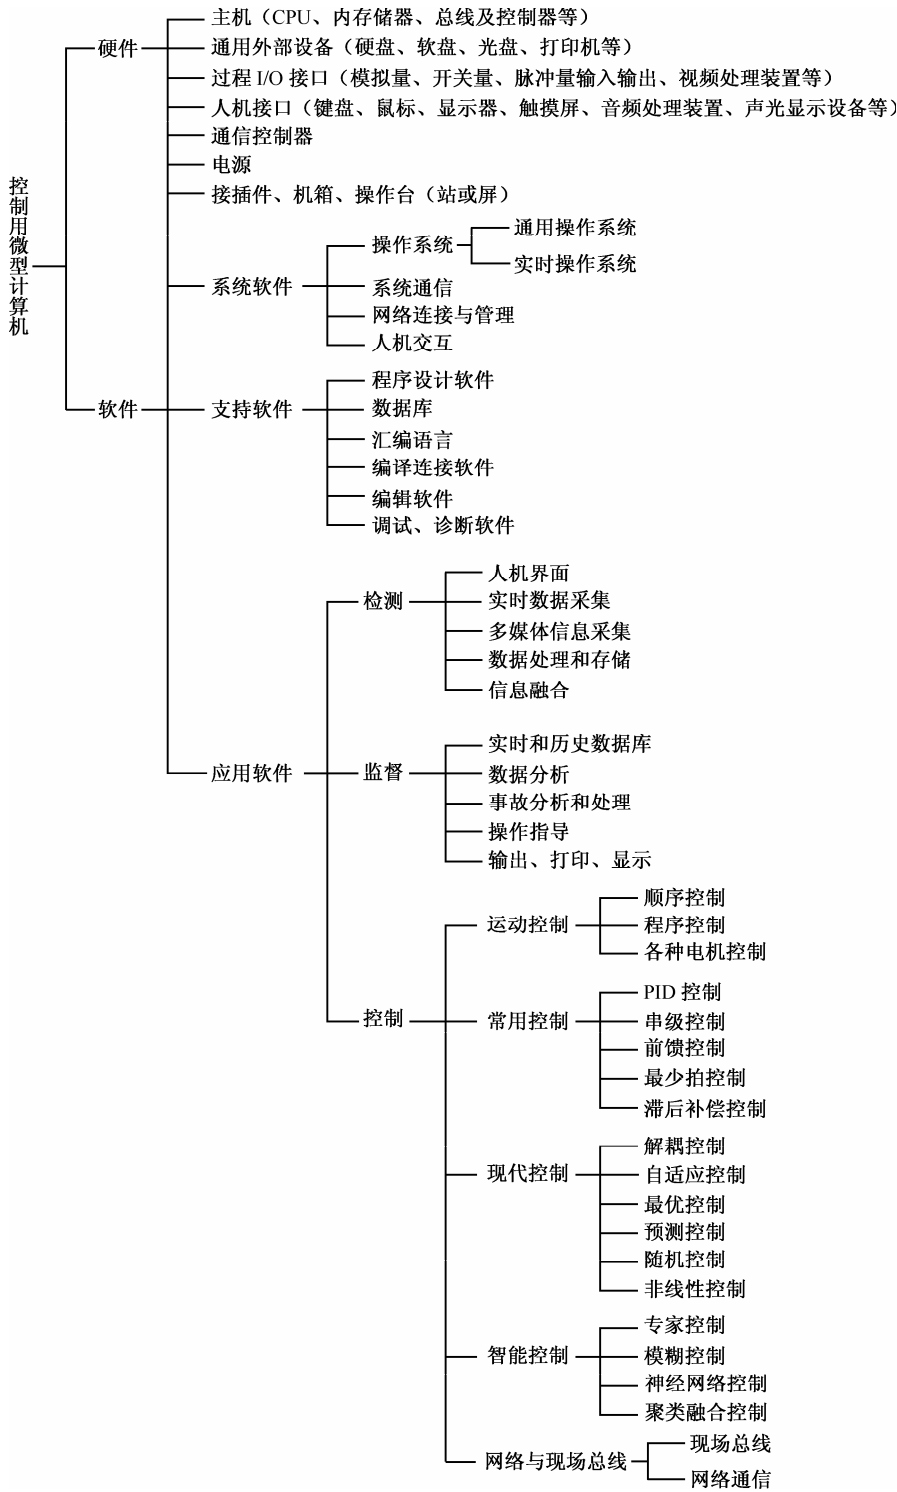 控制用微型计算机
硬件
主机（CPU、内存储器、总线及控制器等）
通用外部设备（硬盘、软盘、光盘、打印机等）
过程 I/O 接口（模拟量、开关量、脉冲量输入输出、视频处理装置等）
人机接口（键盘、鼠标、显示器、触摸屏、音频处理装置、声光显示设备等）
通信控制器
电源
接插件、机箱、操作台（站或屏）
软件
系统软件
操作系统
通用操作系统
实时操作系统
系统通信
网络连接与管理
人机交互
支持软件
程序设计软件
数据库
汇编语言
编译连接软件
编辑软件
调试、诊断软件
应用软件
检测
人机界面
实时数据采集
多媒体信息采集
数据处理和存储
信息融合
监督
实时和历史数据库
数据分析
事故分析和处理
操作指导
输出、打印、显示
控制
运动控制
顺序控制
程序控制
各种电机控制
常用控制
PID 控制
串级控制
前馈控制
最少拍控制
滞后补偿控制
现代控制
解耦控制
自适应控制
最优控制
预测控制
随机控制
非线性控制
智能控制
专家控制
模糊控制
神经网络控制
聚类融合控制
网络与现场总线
现场总线
网络通信